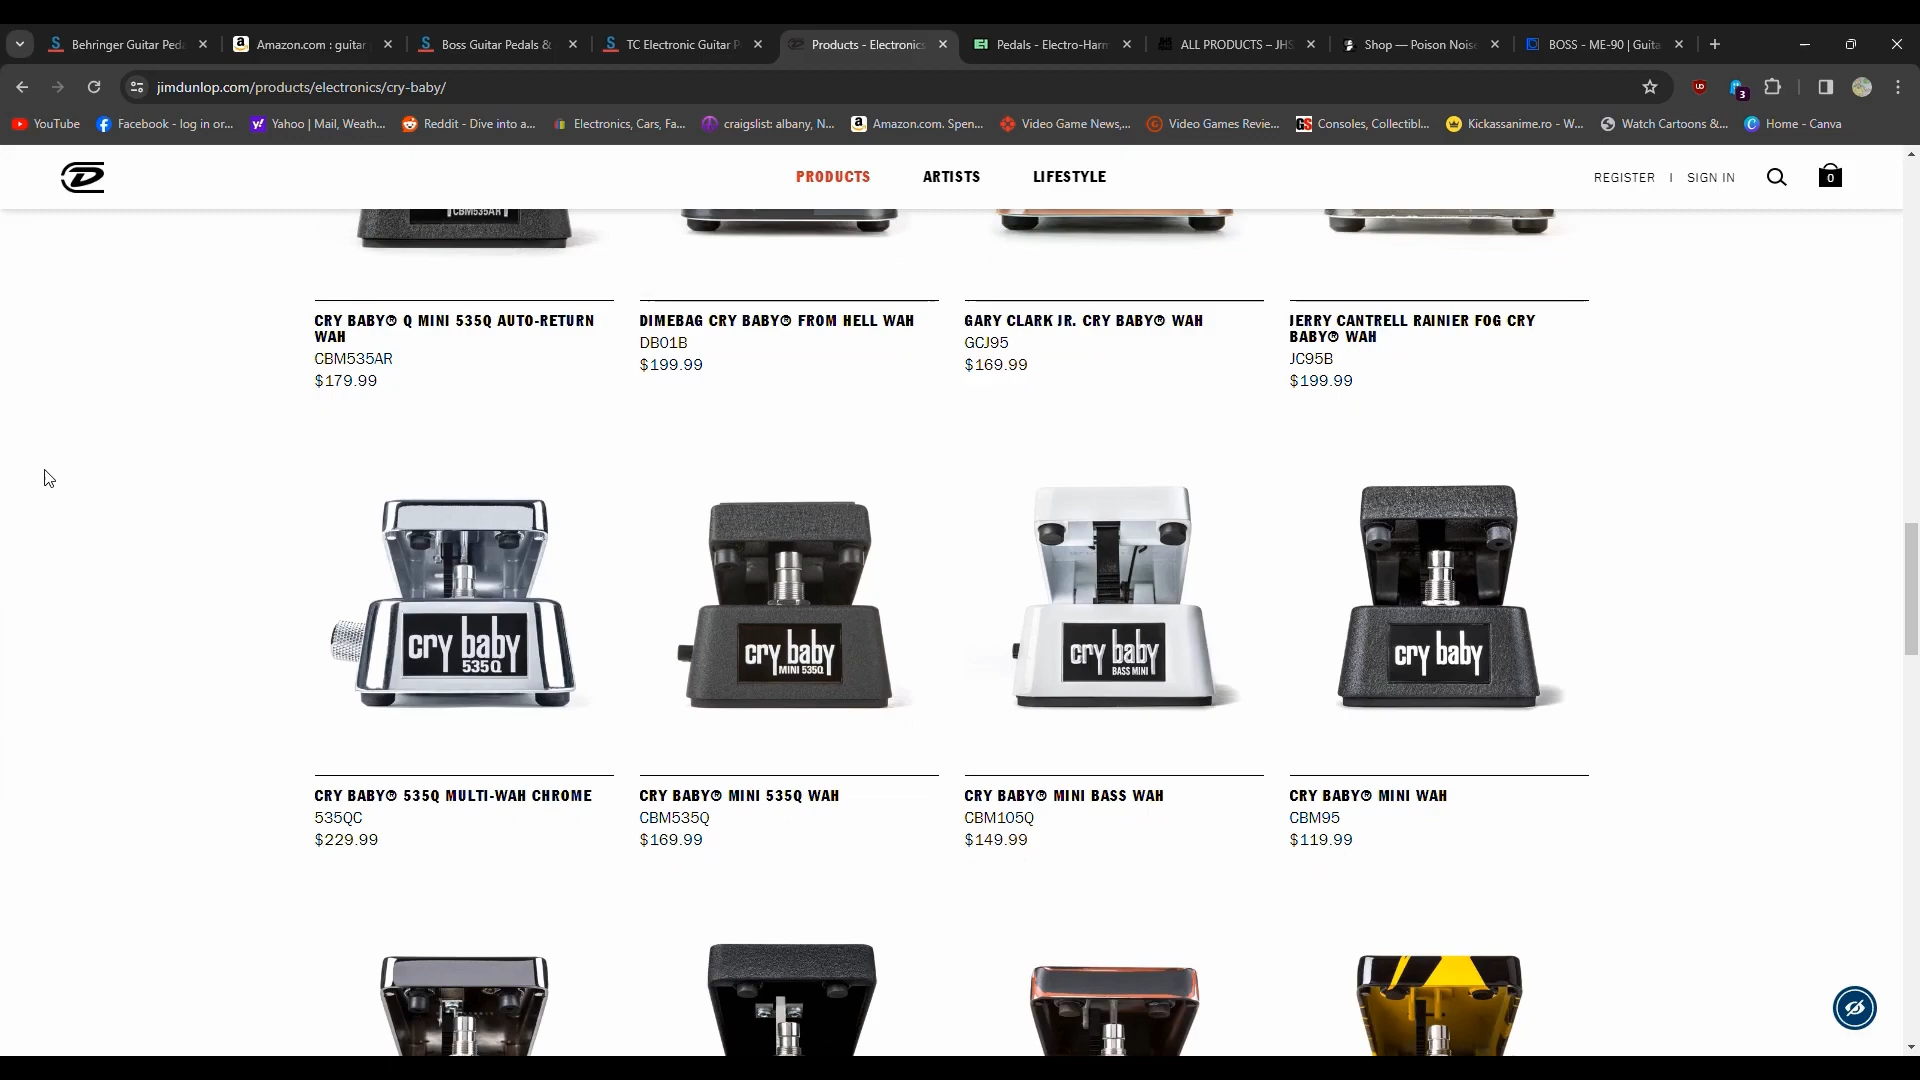 Behringer Guitar Peda
Amazon.com : guitar
Boss Guitar Pedals &
TC Electronic Guitar P
Products - Electronics
Pedals - Electro-Harm
ALL PRODUCTS – JHS
Shop — Poison Noise
BOSS - ME-90 | Guita
jimdunlop.com/products/electronics/cry-baby/
3
YouTube
Facebook - log in or...
Yahoo | Mail, Weath...
Reddit - Dive into a...
Electronics, Cars, Fa...
craigslist: albany, N...
Amazon.com. Spen...
Video Game News,...
Video Games Revie...
Consoles, Collectibl...
Kickassanime.ro - W...
Watch Cartoons &...
Home - Canva
PRODUCTS
ARTISTS
LIFESTYLE
REGISTER | SIGN IN
0
CBM535AR
CRY BABY® Q MINI 535Q AUTO-RETURN
WAH
CBM535AR
$179.99
DIMEBAG CRY BABY® FROM HELL WAH
DB01B
$199.99
GARY CLARK JR. CRY BABY® WAH
GCJ95
$169.99
JERRY CANTRELL RAINIER FOG CRY
BABY® WAH
JC95B
$199.99
cry baby
535Q
cry baby
MINI 535Q
cry baby
BASS MINI
cry baby
CRY BABY® 535Q MULTI-WAH CHROME
535QC
$229.99
CRY BABY® MINI 535Q WAH
CBM535Q
$169.99
CRY BABY® MINI BASS WAH
CBM105Q
$149.99
CRY BABY® MINI WAH
CBM95
$119.99